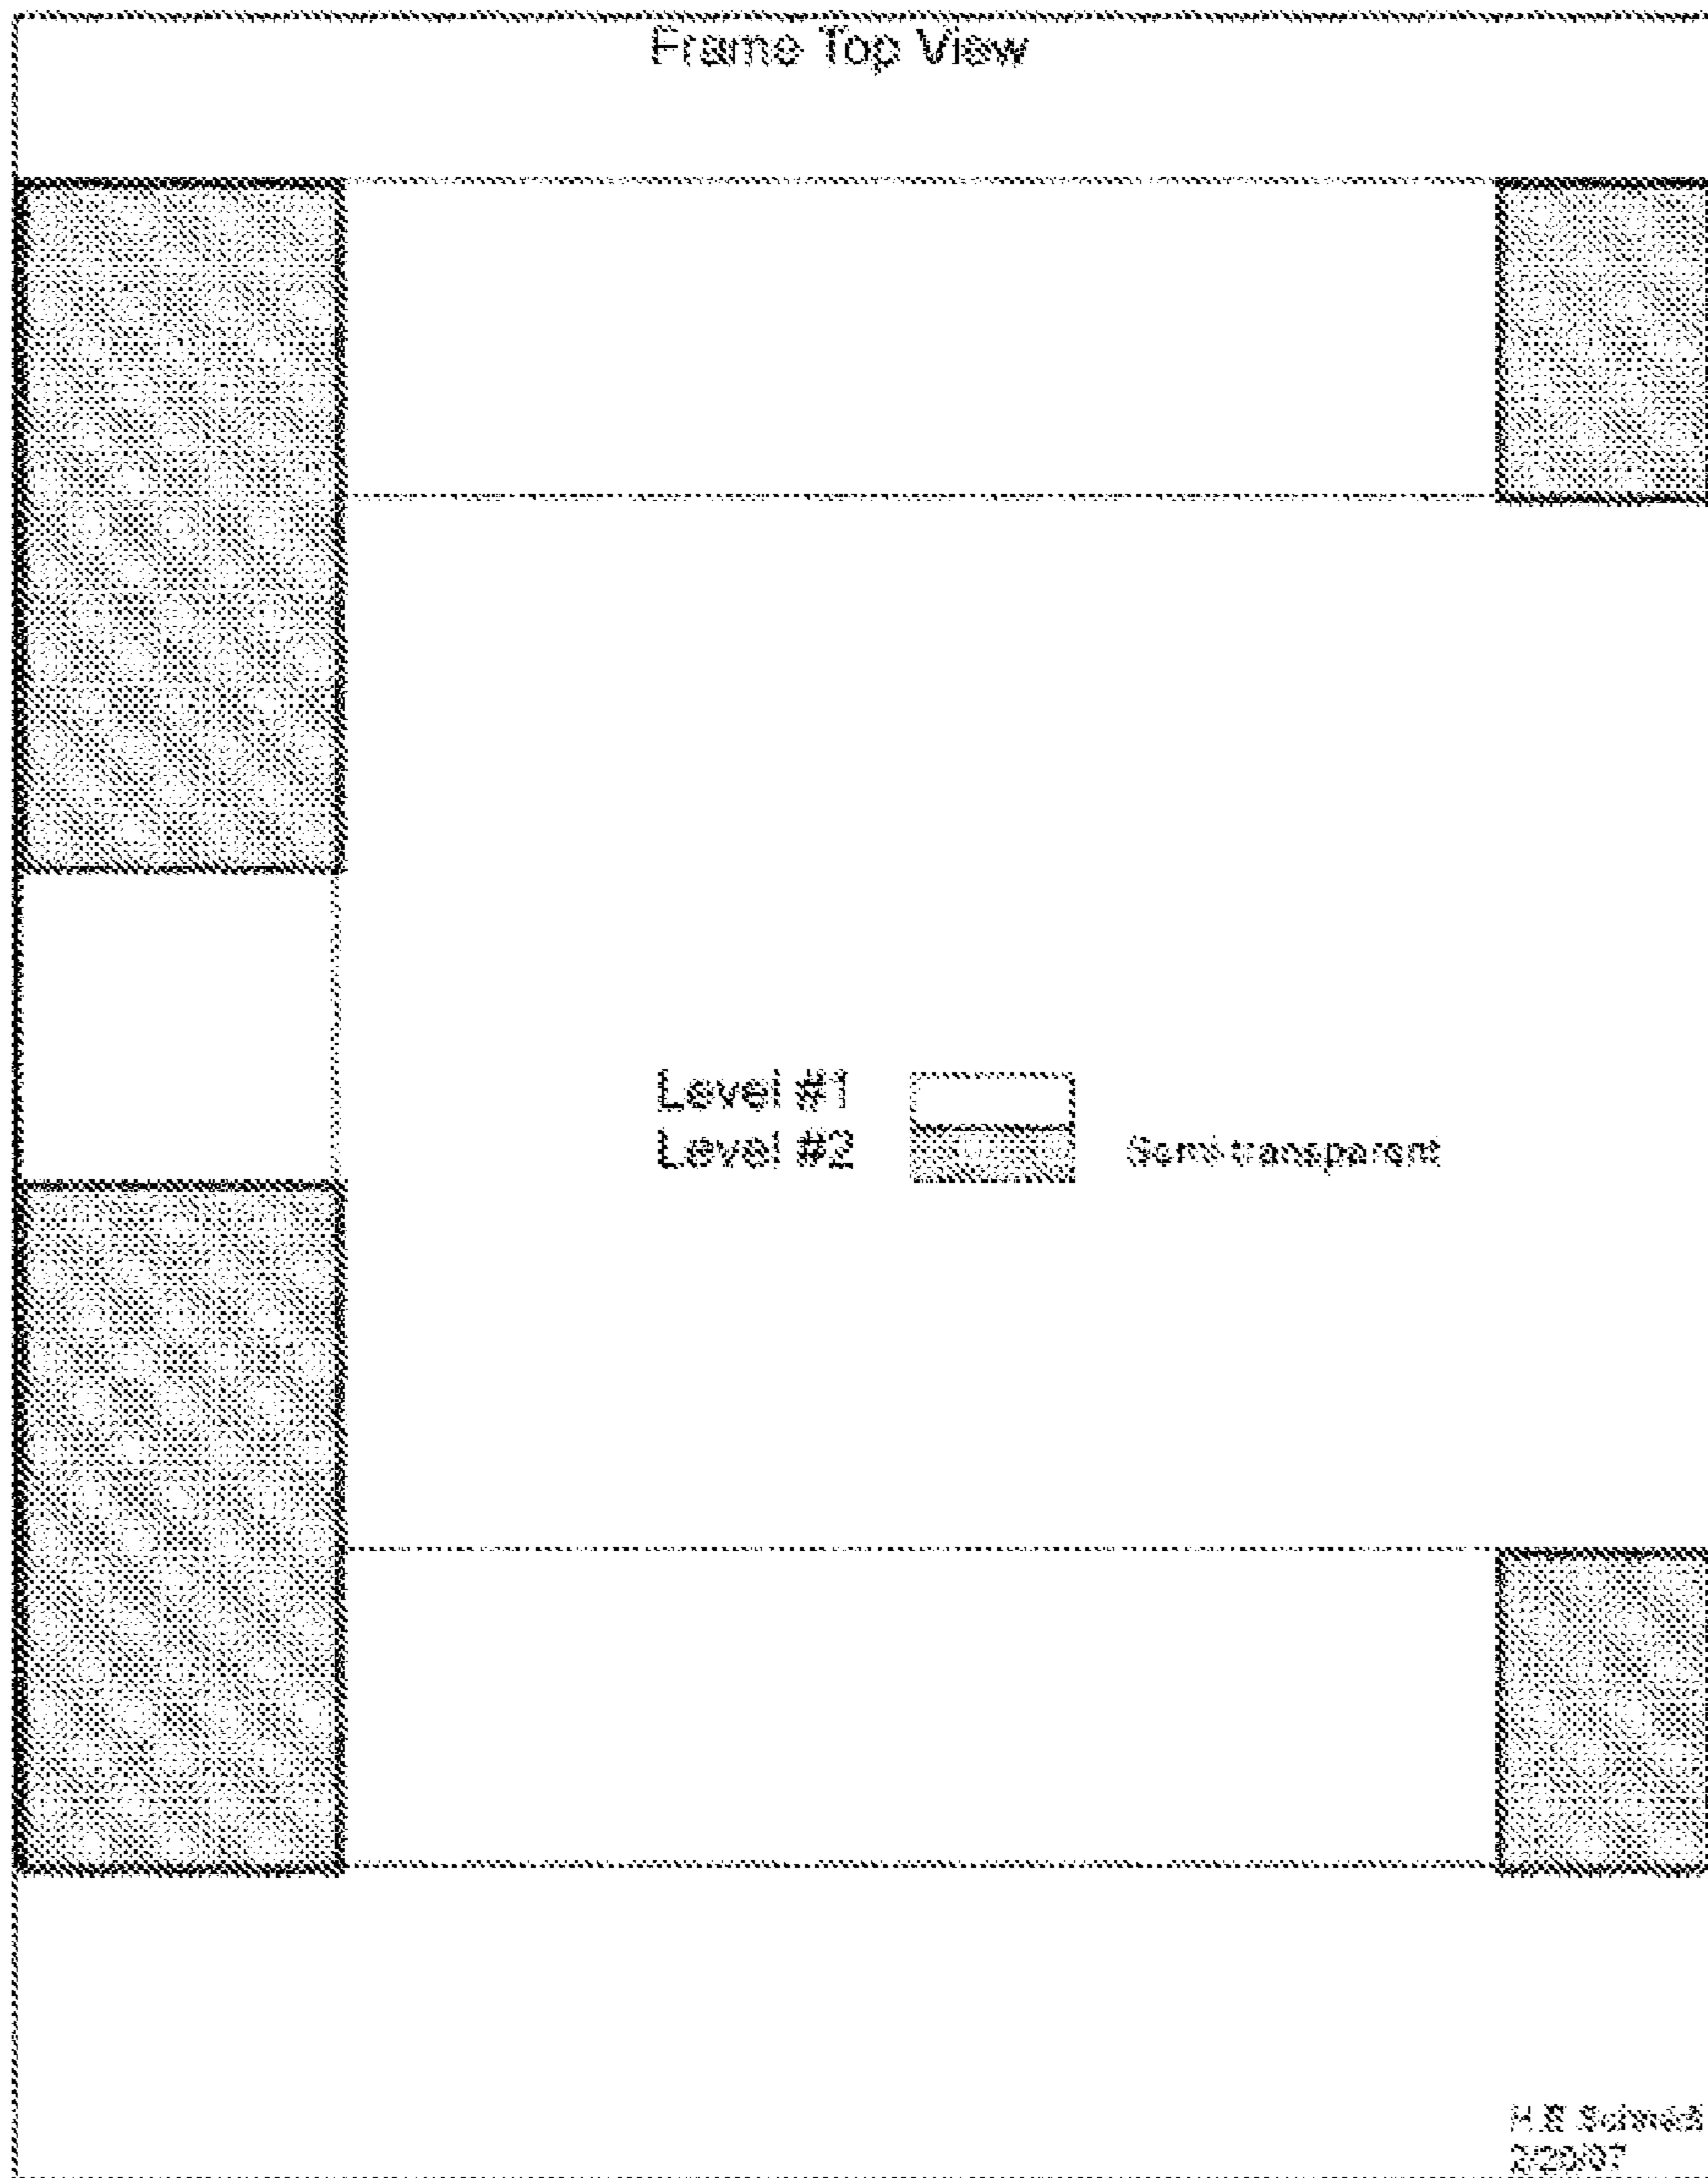 Frame Top View
Level #1
Level #2 Semi-transparent
H.R